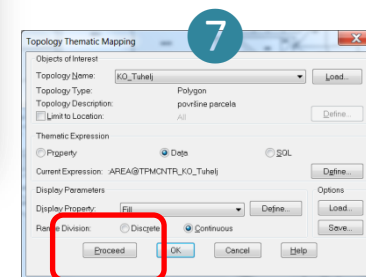 7
Topology Thematic Mapping
Objects of Interest
Topology Name: KO_Tuhelj Load...
Topology Type: Polygon
Topology Description: površine parcela
Limit to Location: All Define...
Thematic Expression
Property Data SQL
Current Expression: :AREA@TPMCNTR_KO_Tuhelj Define...
Display Parameters Options
Display Property: Fill Define... Load...
Range Division: Discrete Continuous Save...
Proceed OK Cancel Help